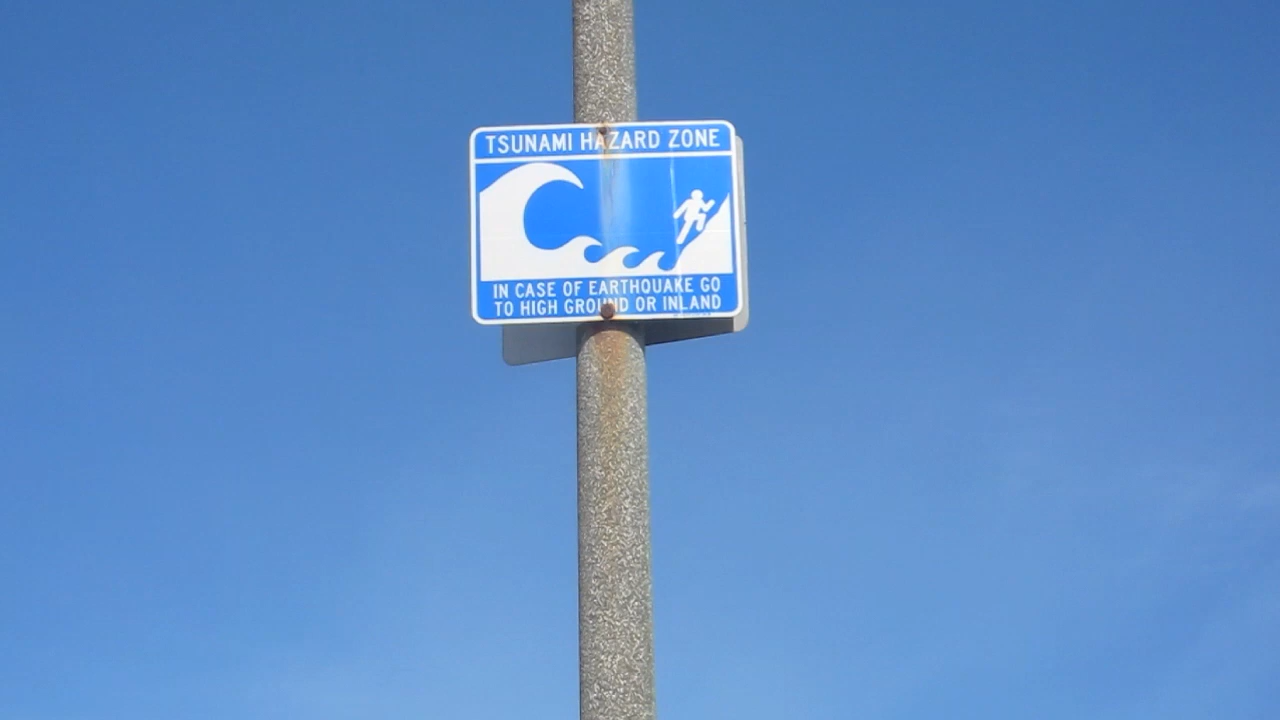 TSUNAMI HAZARD ZONE
IN CASE OF EARTHQUAKE GO
TO HIGH GROUND OR INLAND